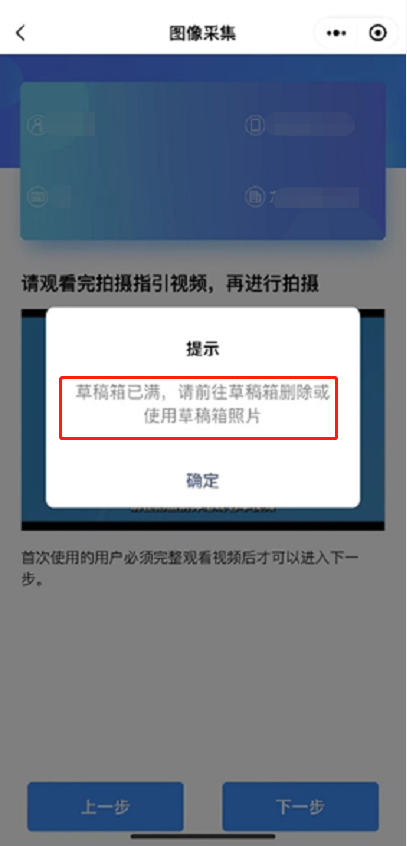 图像采集
请观看完拍摄指引视频，再进行拍摄
提示
草稿箱已满，请前往草稿箱删除或
使用草稿箱照片
确定
首次使用的用户必须完整观看视频后才可以进入下一
步。
上一步
下一步